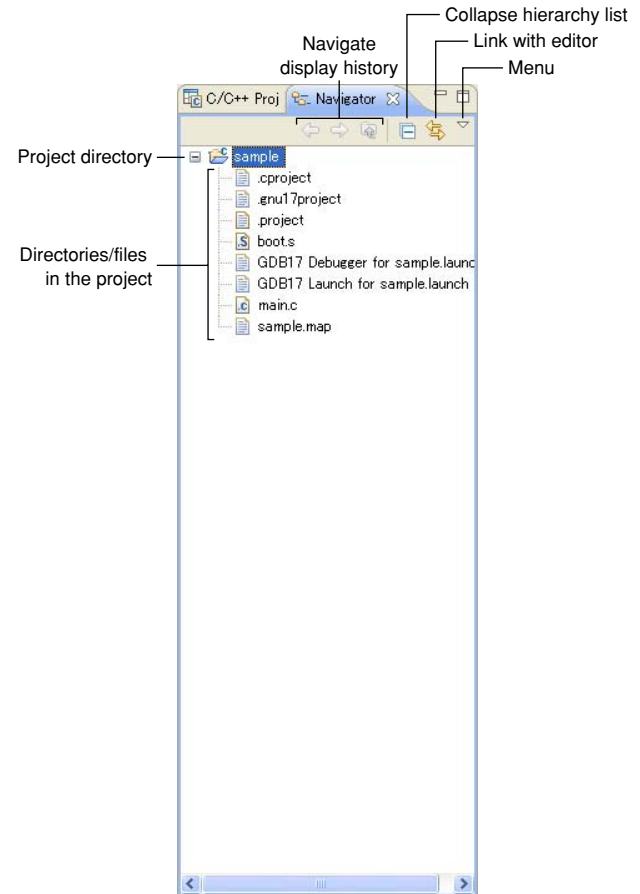 Collapse hierarchy list
Link with editor
Menu
Navigate
display history
C/C++ Proj
Navigator
Project directory
sample
.cproject
.gnu17project
.project
boot.s
GDB17 Debugger for sample.launc
GDB17 Launch for sample.launch
main.c
sample.map
Directories/files
in the project